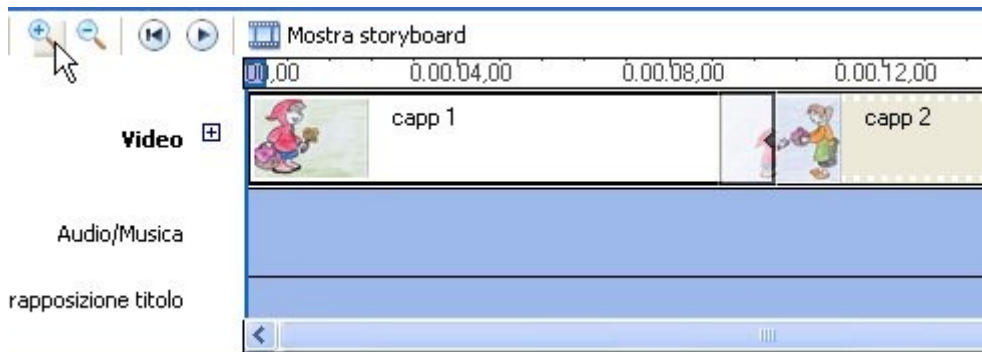 Mostra storyboard
0,00 0.00.04,00 0.00.08,00 0.00.12,00
Video capp 1 capp 2
Audio/Musica
rapposizione titolo